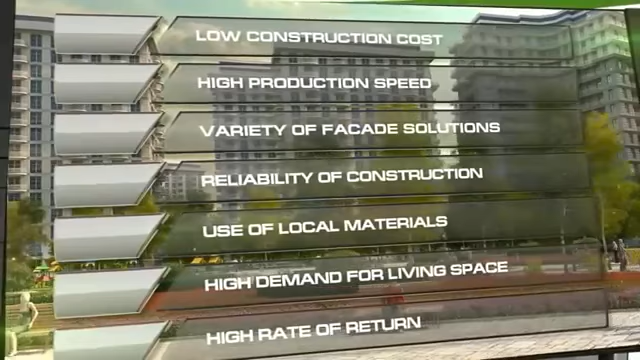 LOW CONSTRUCTION COST
HIGH PRODUCTION SPEED
VARIETY OF FACADE SOLUTIONS
RELIABILITY OF CONSTRUCTION
USE OF LOCAL MATERIALS
HIGH DEMAND FOR LIVING SPACE
HIGH RATE OF RETURN